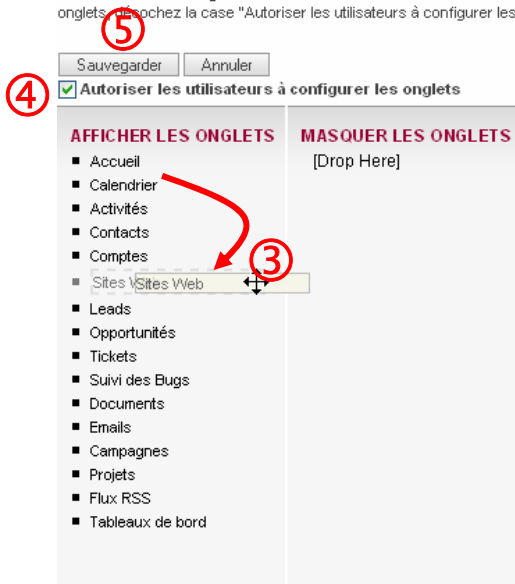 onglets, décochez la case "Autoriser les utilisateurs à configurer les
5
Sauvegarder Annuler
4 Autoriser les utilisateurs à configurer les onglets
AFFICHER LES ONGLETS MASQUER LES ONGLETS
Accueil [Drop Here]
Calendrier
Activités
Contacts
Comptes
3
Sites W Sites Web
Leads
Opportunités
Tickets
Suivi des Bugs
Documents
Emails
Campagnes
Projets
Flux RSS
Tableaux de bord